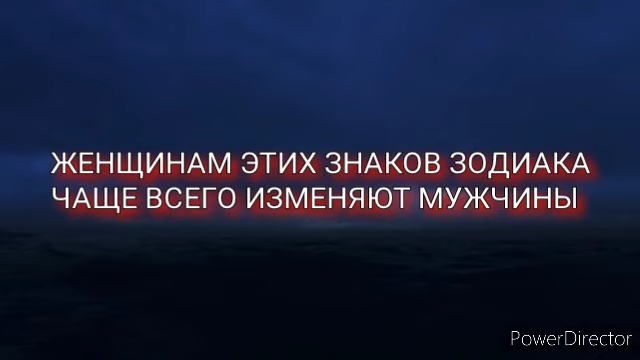 ЖЕНЩИНАМ ЭТИХ ЗНАКОВ ЗОДИАКА
ЧАЩЕ ВСЕГО ИЗМЕНЯЮТ МУЖЧИНЫ
PowerDirector